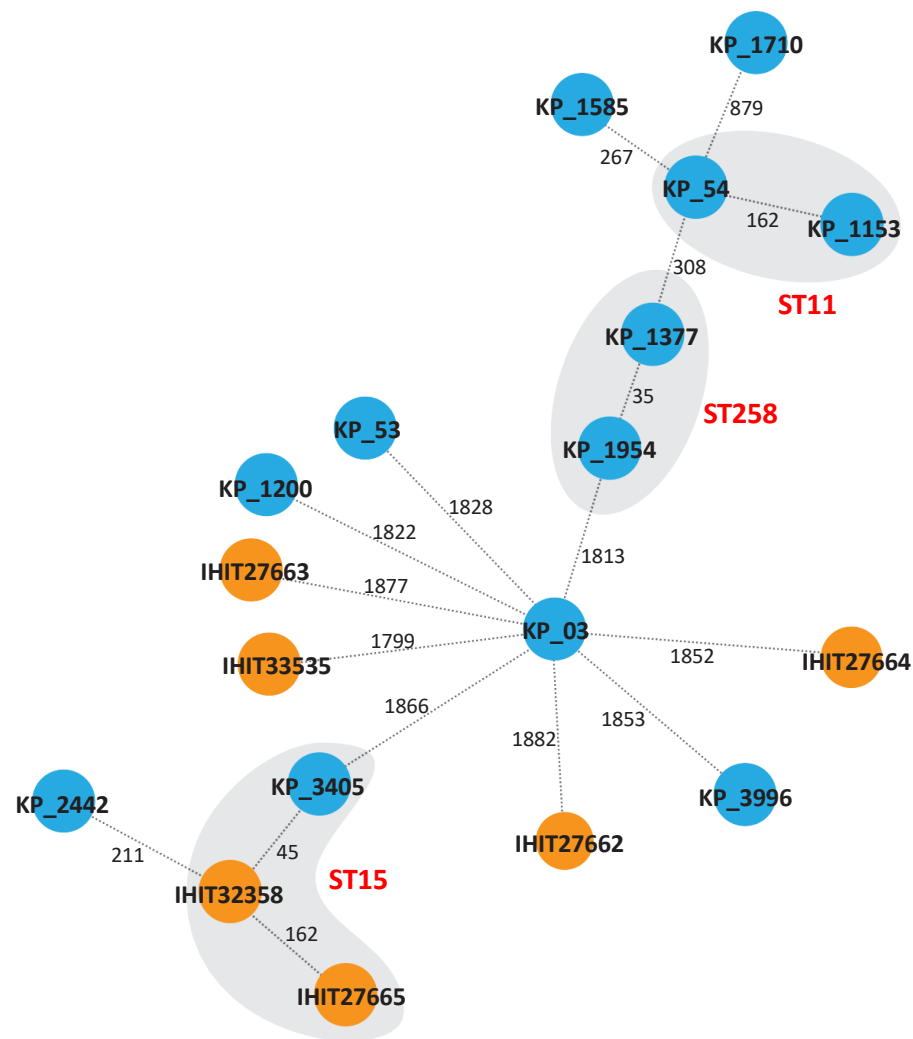 KP_1710
KP_1585
879
267
KP_54
162
KP_1153
308
ST11
KP_1377
35
ST258
KP_53
KP_1954
KP_1200
1828
1822
1813
IHIT27663
1877
KP_03
1799
1852
IHIT33535
IHIT27664
1866
1853
1882
KP_3405
KP_2442
KP_3996
IHIT27662
211
45
ST15
IHIT32358
162
IHIT27665